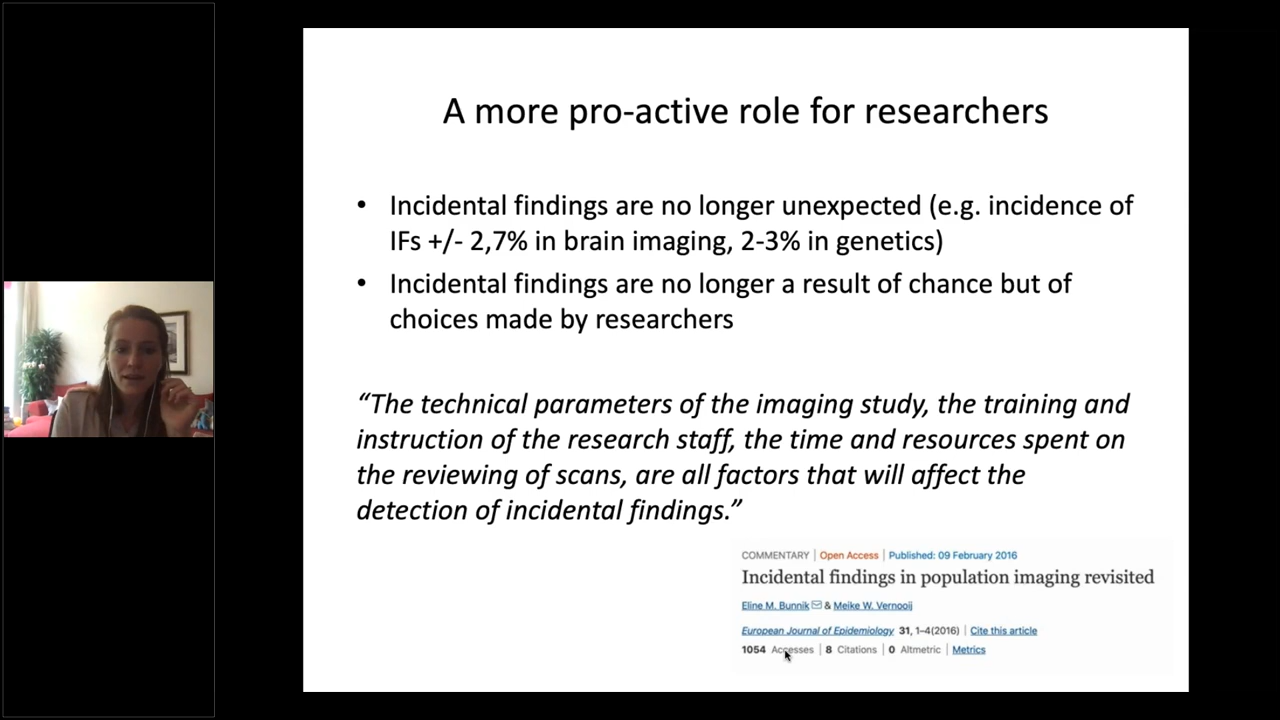 A more pro-active role for researchers
• Incidental findings are no longer unexpected (e.g. incidence of
IFs +/- 2,7% in brain imaging, 2-3% in genetics)
• Incidental findings are no longer a result of chance but of
choices made by researchers
“The technical parameters of the imaging study, the training and
instruction of the research staff, the time and resources spent on
the reviewing of scans, are all factors that will affect the
detection of incidental findings.”
COMMENTARY | Open Access | Published: 09 February 2016
Incidental findings in population imaging revisited
Eline M. Bunnik & Meike W. Vernooij
European Journal of Epidemiology 31, 1–4(2016) | Cite this article
1054 Accesses | 8 Citations | 0 Altmetric | Metrics